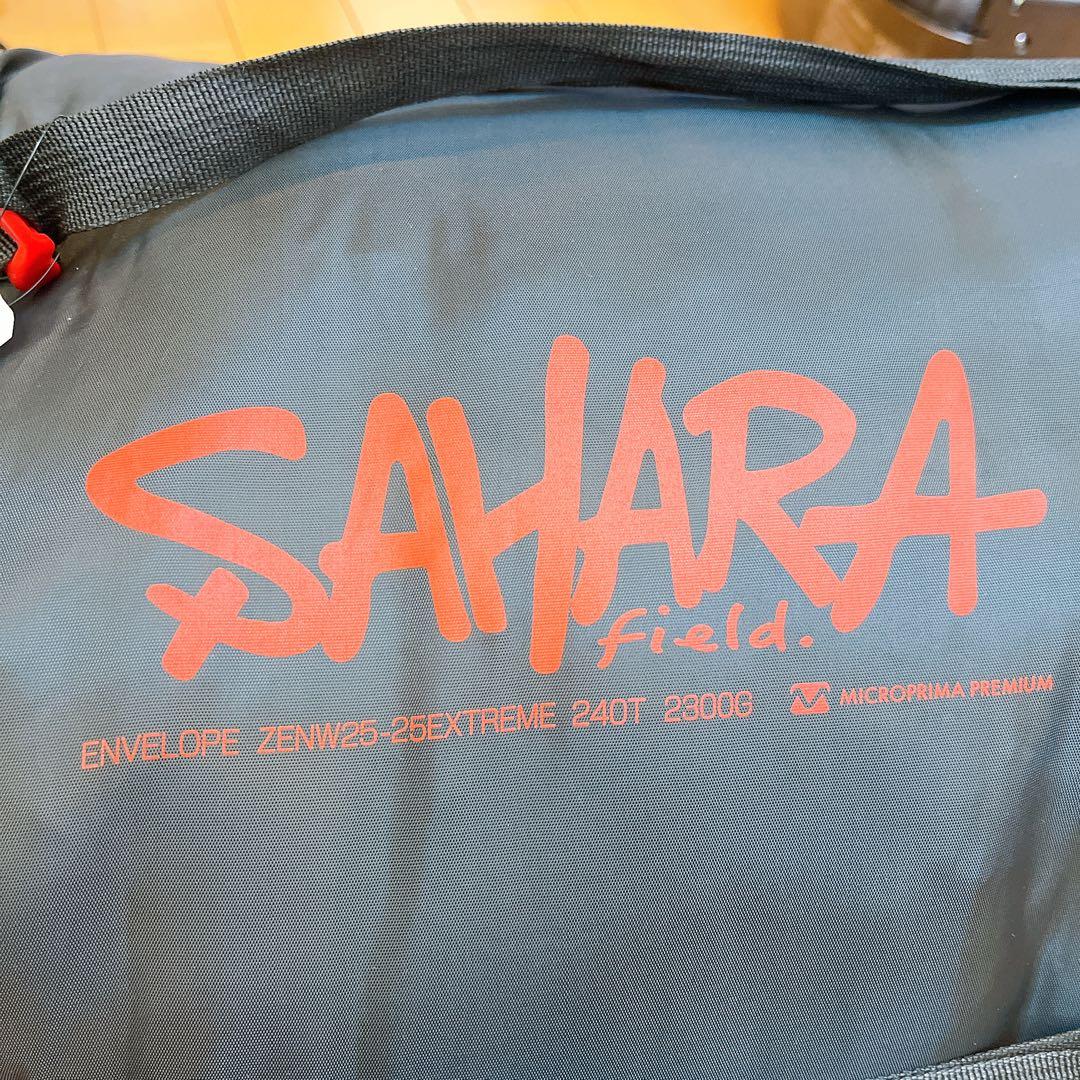 SAHARA
field.
ENVELOPE ZENW25-25EXTREME 240T 2300G MICROPRIMA PREMIUM